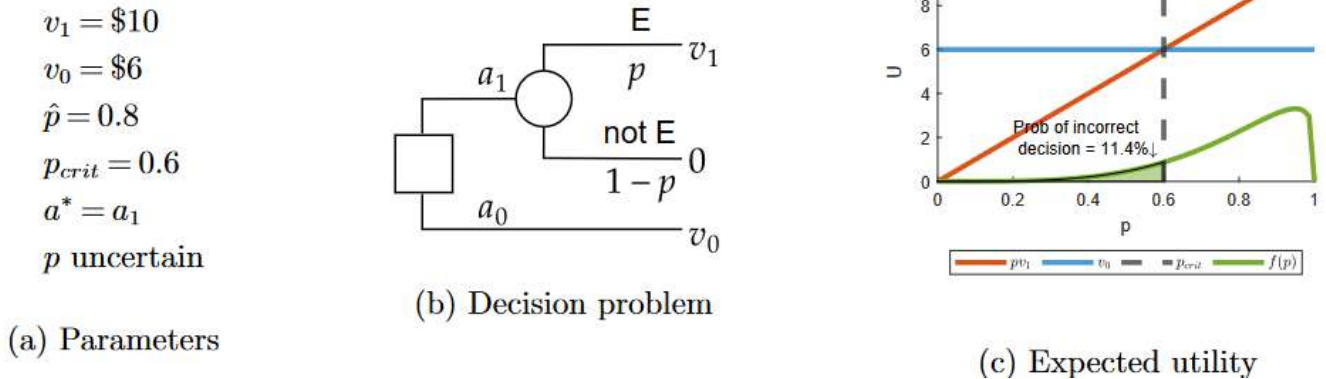 v₁ = $10
v₀ = $6
p̂ = 0.8
p_crit = 0.6
a* = a₁
p uncertain
(a) Parameters
E
v₁
p
a₁
not E
0
1 − p
a₀
v₀
(b) Decision problem
8
6
4
2
0
U
Prob of incorrect
decision = 11.4%↓
0 0.2 0.4 0.6 0.8 1
p
pv₁ v₀ p_crit f(p)
(c) Expected utility